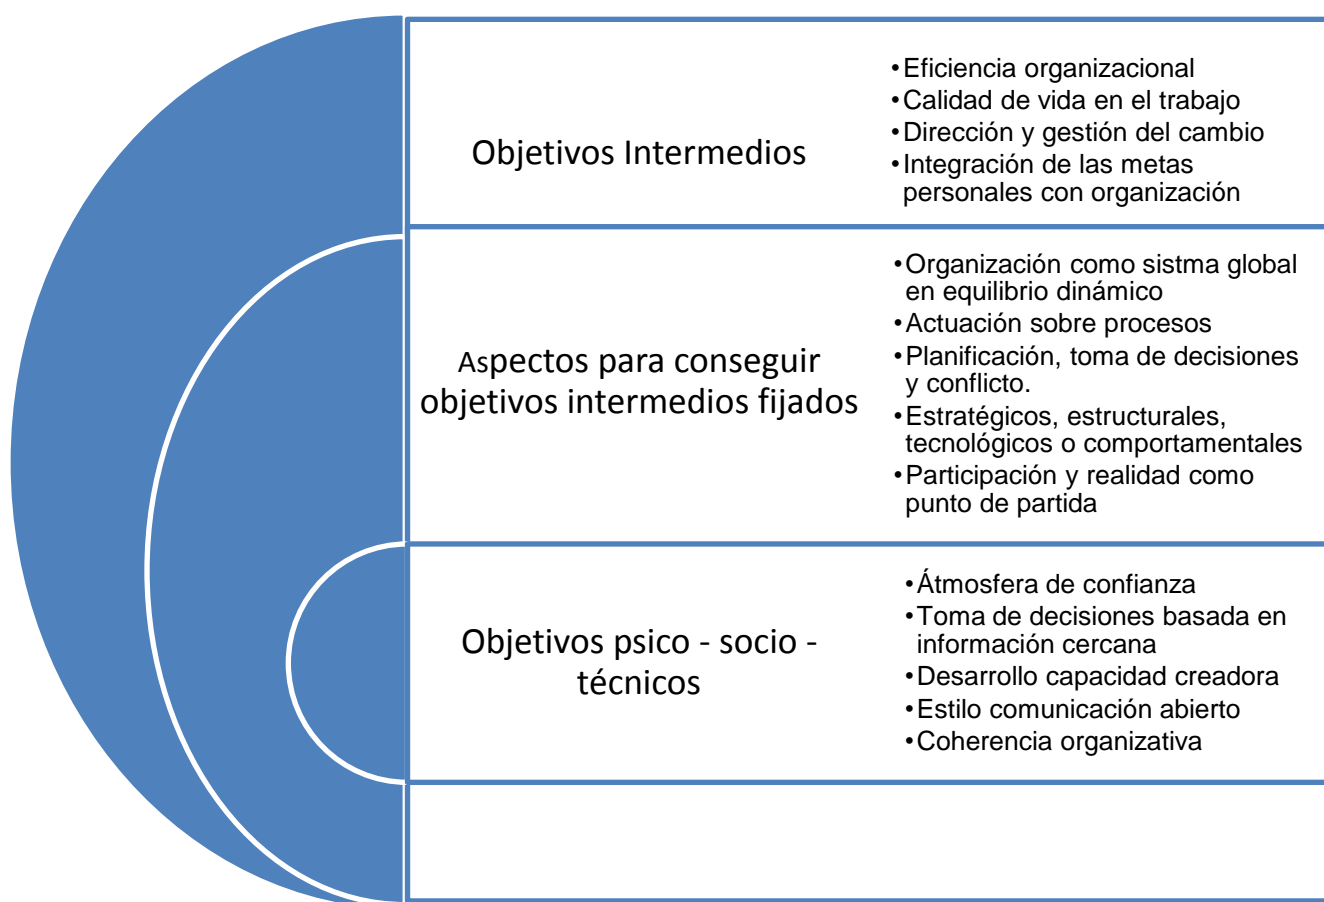 Objetivos Intermedios
•Eficiencia organizacional
•Calidad de vida en el trabajo
•Dirección y gestión del cambio
•Integración de las metas
personales con organización
Aspectos para conseguir
objetivos intermedios fijados
•Organización como sistma global
en equilibrio dinámico
•Actuación sobre procesos
•Planificación, toma de decisiones
y conflicto.
•Estratégicos, estructurales,
tecnológicos o comportamentales
•Participación y realidad como
punto de partida
Objetivos psico - socio -
técnicos
•Átmosfera de confianza
•Toma de decisiones basada en
información cercana
•Desarrollo capacidad creadora
•Estilo comunicación abierto
•Coherencia organizativa